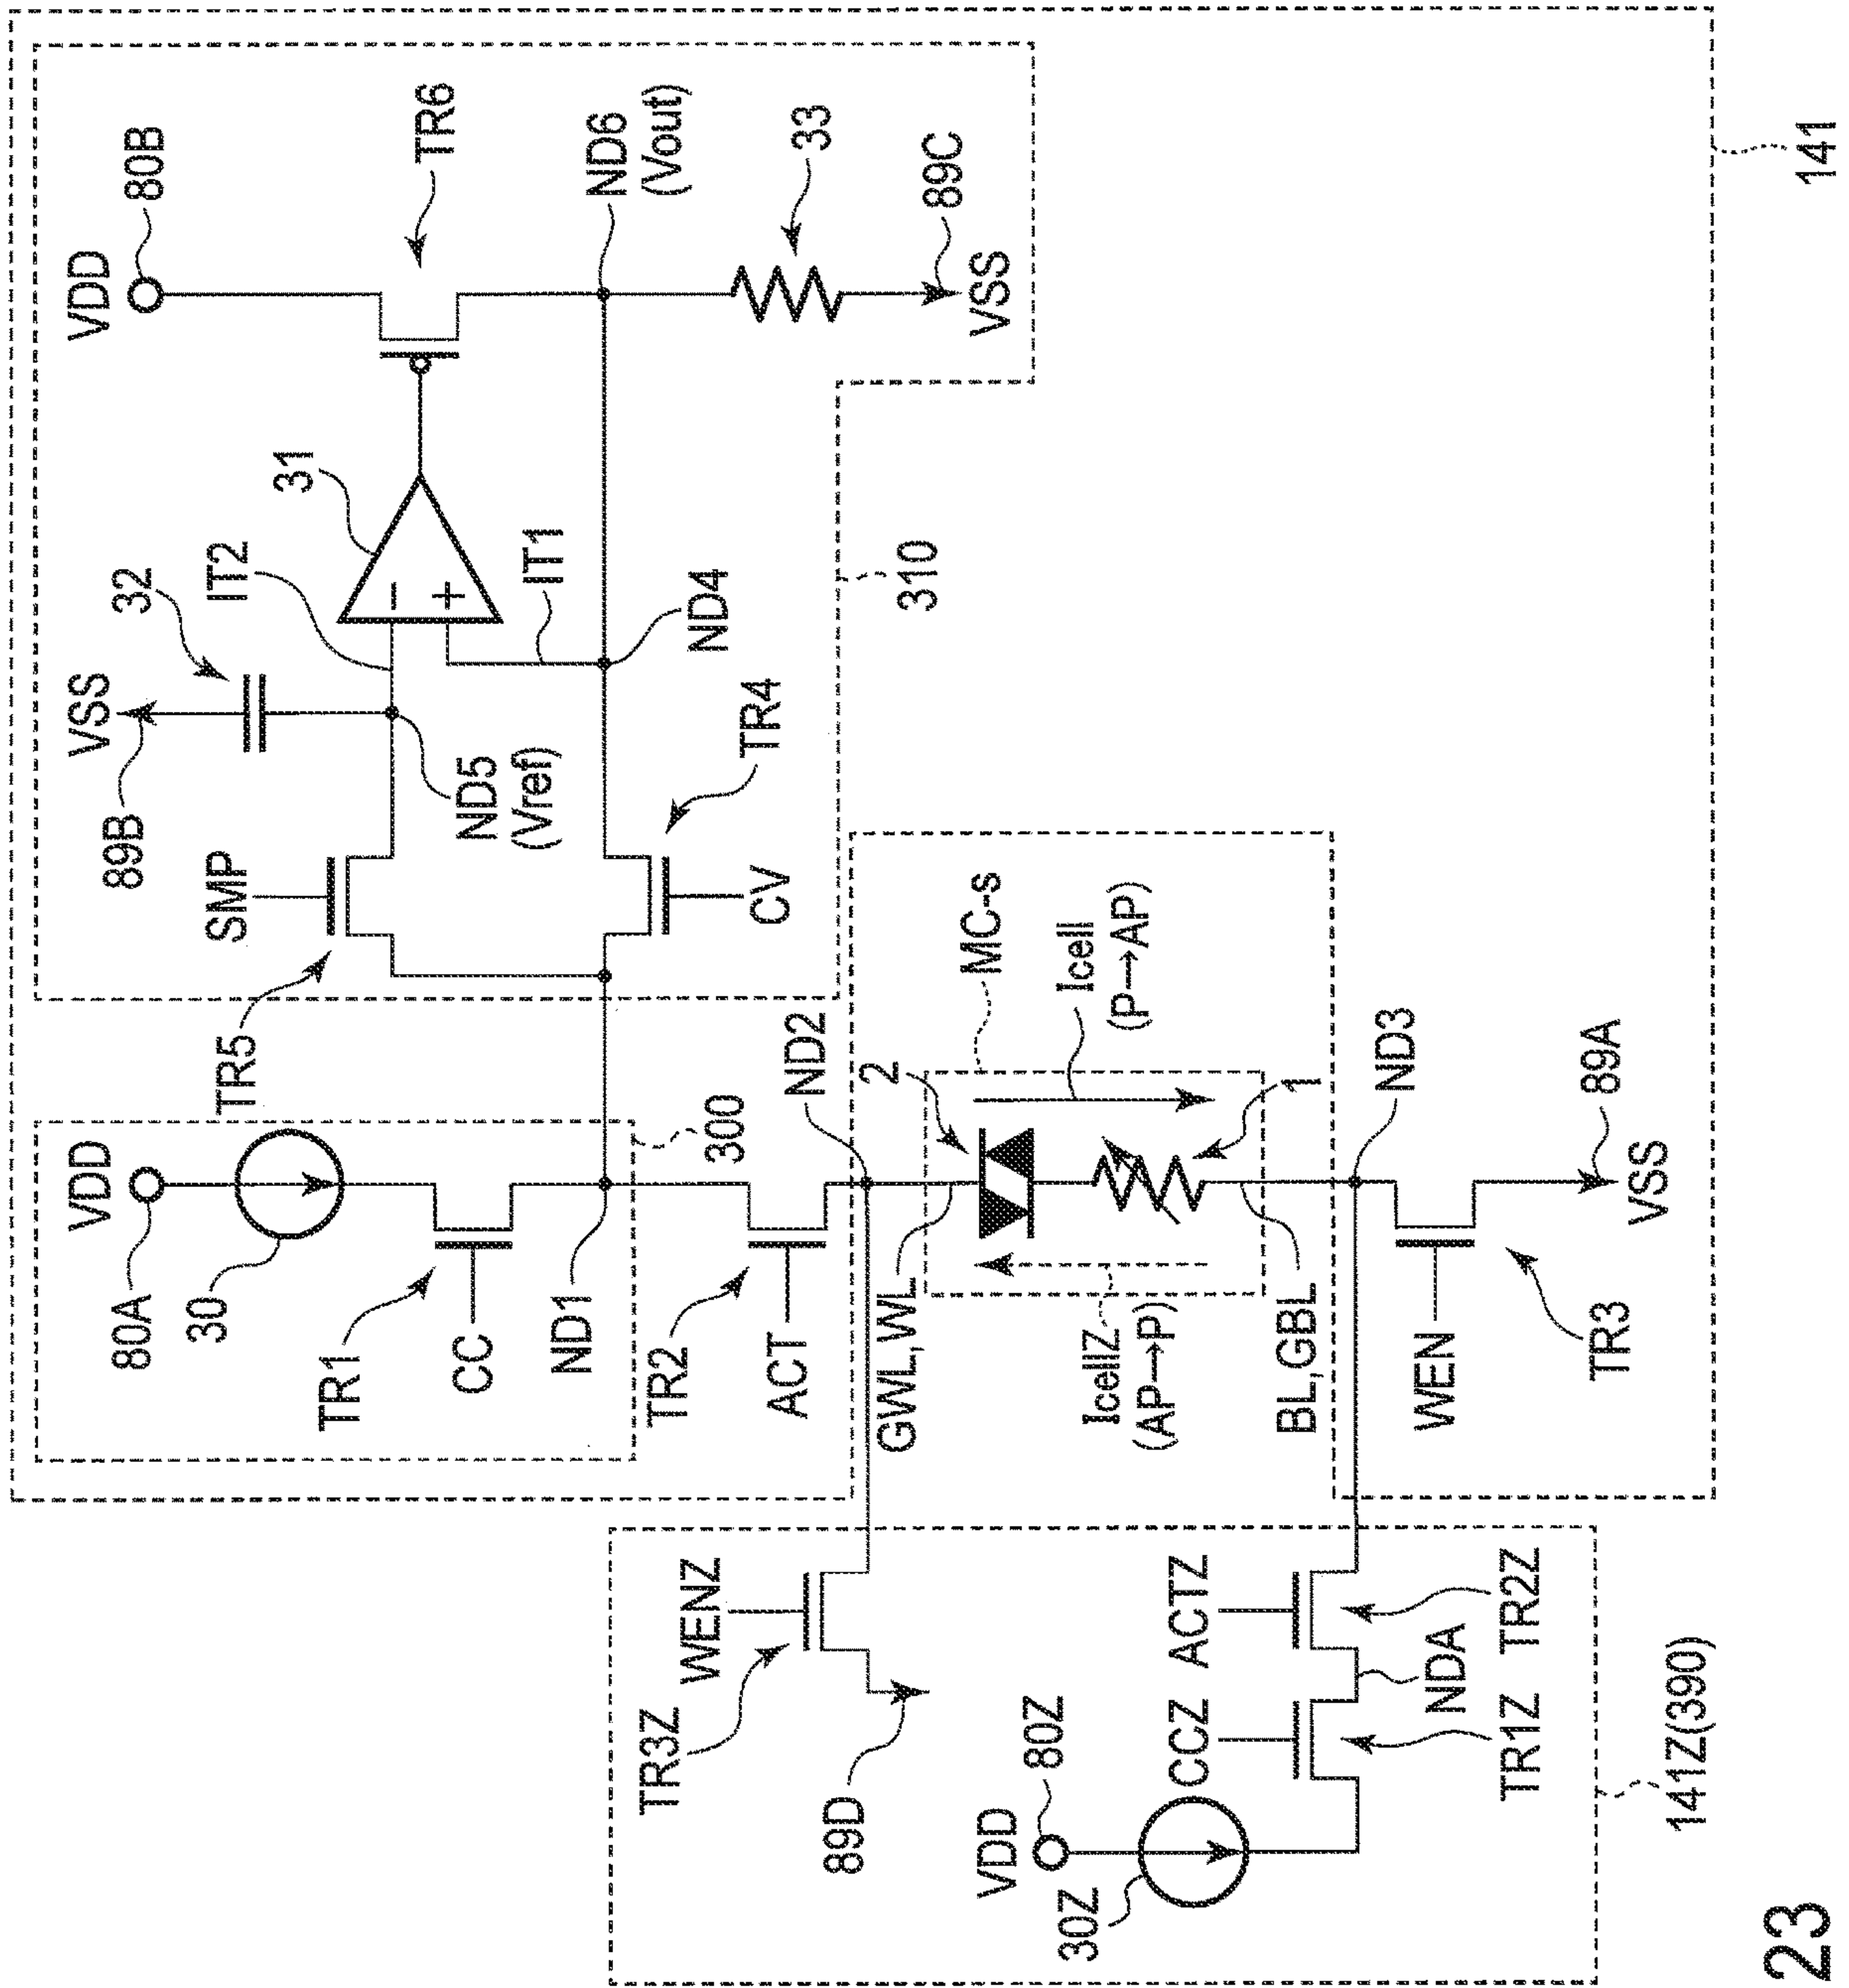 VDD
80B
TR6
ND6
(Vout)
33
89C
VSS
141
31
IT2
32
IT1
ND4
310
VSS
89B
ND5
(Vref)
TR4
SMP
CV
TR5
MC-s
Icell
(P→AP)
VDD
80A
30
TR1
CC
ND1
300
TR2
ACT
ND2
2
1
GWL,WL
IcellZ
(AP→P)
BL,GBL
ND3
89A
VSS
WEN
TR3
WENZ
TR3Z
89D
ACTZ
TR2Z
NDA
CCZ
TR1Z
80Z
VDD
30Z
141Z(390)
23